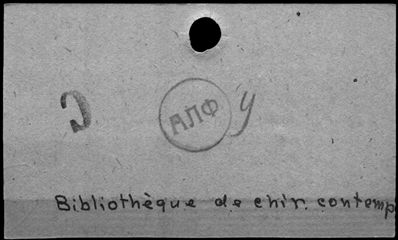 Э АЛФ у
Bibliothèque de chir. contemp